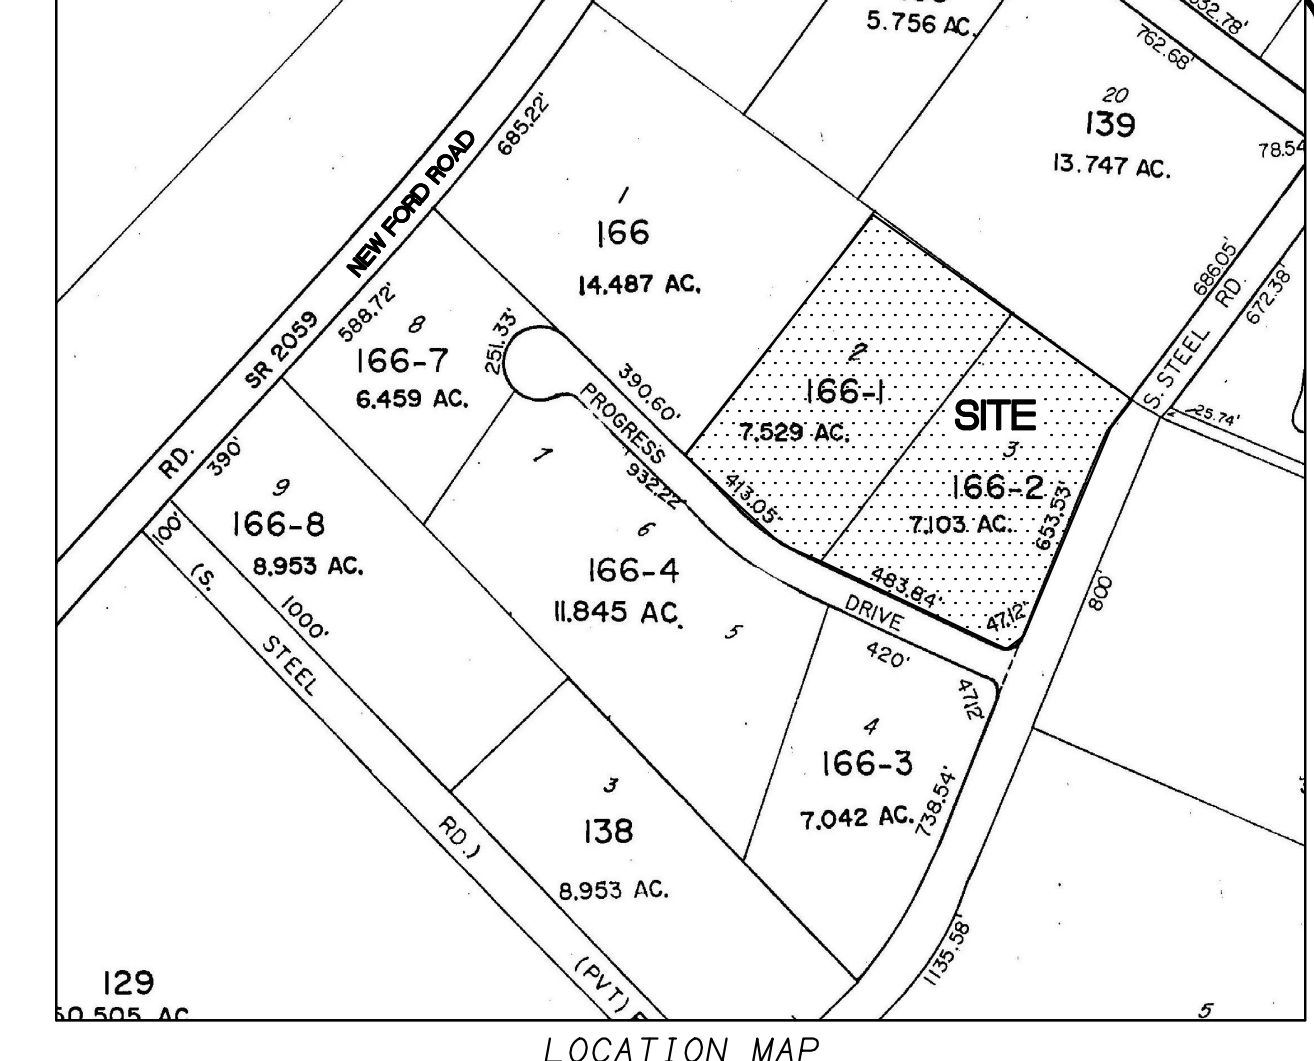 5.756 AC.
762.68'
20
139
13.747 AC.
78.54
685.22'
NEW FORD ROAD
SR 2059
RD.
1
166
14.487 AC.
686.05'
672.38'
S. STEEL RD.
25.74'
588.72'
8
166-7
6.459 AC.
251.33'
390.60'
PROGRESS
932.22'
2
166-1
7.529 AC.
413.05'
SITE
3
166-2
7.103 AC.
653.53'
483.84'
47.12'
DRIVE
420'
47.12'
800'
390'
9
166-8
8.953 AC.
100'
(S.
STEEL
RD.)
(PVT)
1000'
7
6
166-4
11.845 AC.
5
4
166-3
7.042 AC.
738.54'
1135.58'
3
138
8.953 AC.
129
50.505 AC
5
LOCATION MAP